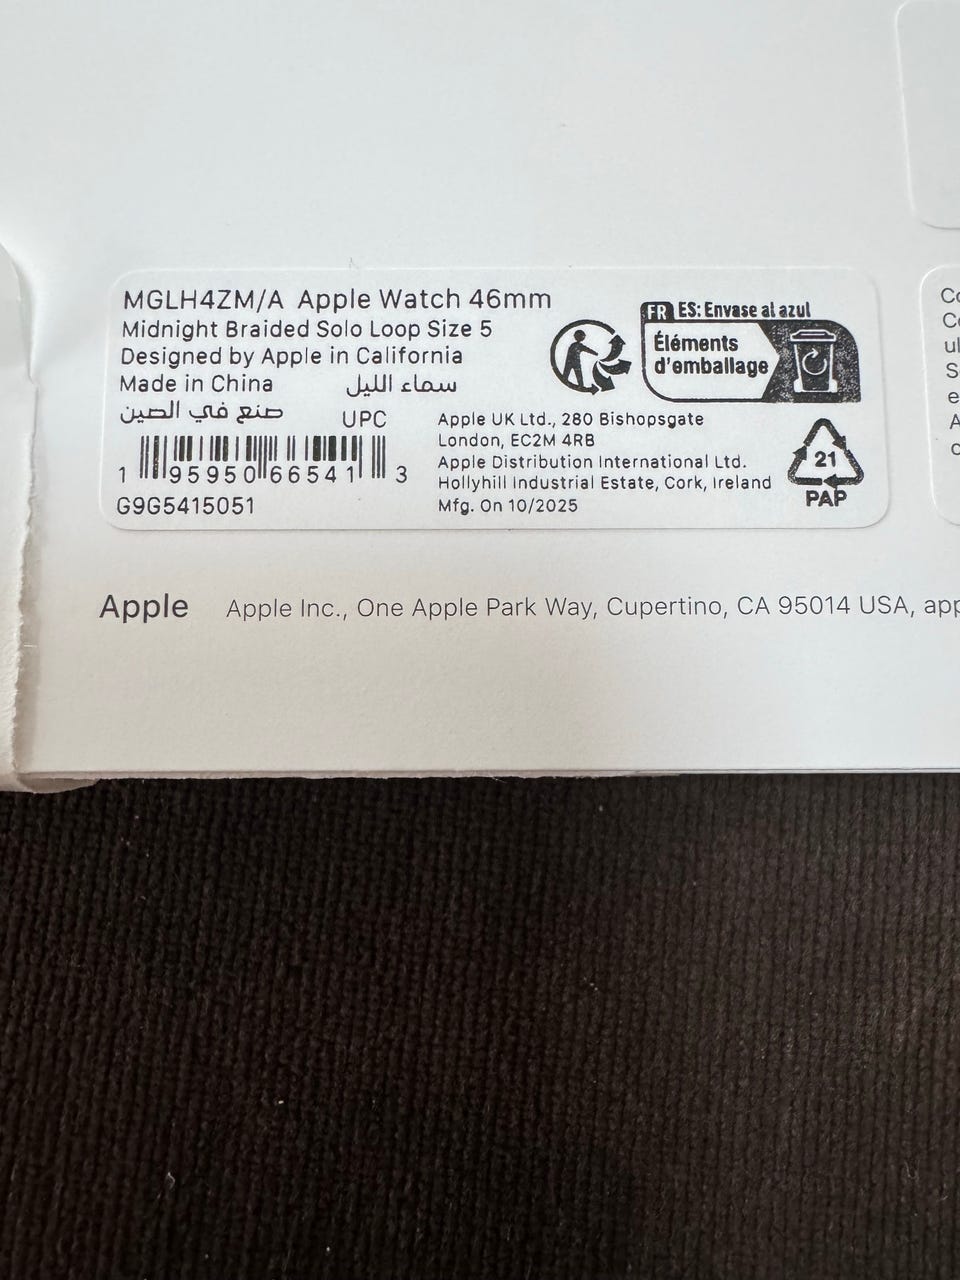 MGLH4ZM/A Apple Watch 46mm
Midnight Braided Solo Loop Size 5
Designed by Apple in California
Made in China سماء الليل
صنع في الصين UPC
1 95950 66541 3
G9G5415051
FR ES: Envase al azul
Éléments
d'emballage
Apple UK Ltd., 280 Bishopsgate
London, EC2M 4RB
Apple Distribution International Ltd.
Hollyhill Industrial Estate, Cork, Ireland
Mfg. On 10/2025
21
PAP
Apple Apple Inc., One Apple Park Way, Cupertino, CA 95014 USA,